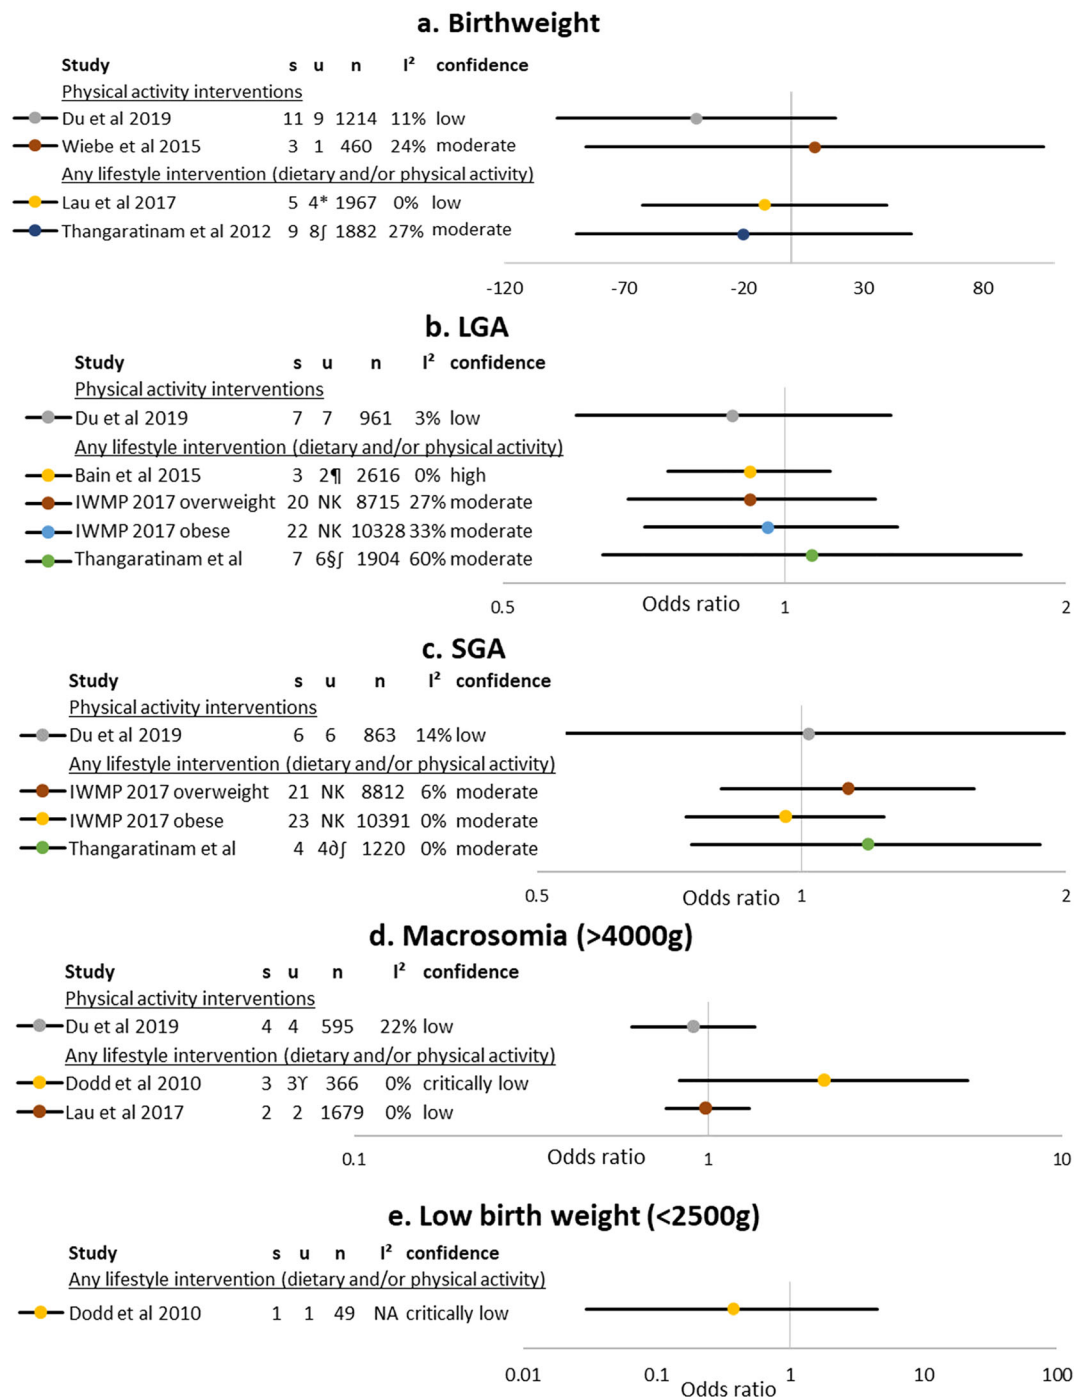 a. Birthweight
Study s u n I² confidence
Physical activity interventions
Du et al 2019 11 9 1214 11% low
Wiebe et al 2015 3 1 460 24% moderate
Any lifestyle intervention (dietary and/or physical activity)
Lau et al 2017 5 4* 1967 0% low
Thangaratinam et al 2012 9 8ʃ 1882 27% moderate
-120 -70 -20 30 80
b. LGA
Study s u n I² confidence
Physical activity interventions
Du et al 2019 7 7 961 3% low
Any lifestyle intervention (dietary and/or physical activity)
Bain et al 2015 3 2¶ 2616 0% high
IWMP 2017 overweight 20 NK 8715 27% moderate
IWMP 2017 obese 22 NK 10328 33% moderate
Thangaratinam et al 7 6§ʃ 1904 60% moderate
0.5 Odds ratio 1 2
c. SGA
Study s u n I² confidence
Physical activity interventions
Du et al 2019 6 6 863 14% low
Any lifestyle intervention (dietary and/or physical activity)
IWMP 2017 overweight 21 NK 8812 6% moderate
IWMP 2017 obese 23 NK 10391 0% moderate
Thangaratinam et al 4 4∂ʃ 1220 0% moderate
0.5 Odds ratio 1 2
d. Macrosomia (>4000g)
Study s u n I² confidence
Physical activity interventions
Du et al 2019 4 4 595 22% low
Any lifestyle intervention (dietary and/or physical activity)
Dodd et al 2010 3 3ϒ 366 0% critically low
Lau et al 2017 2 2 1679 0% low
0.1 Odds ratio 1 10
e. Low birth weight (<2500g)
Study s u n I² confidence
Any lifestyle intervention (dietary and/or physical activity)
Dodd et al 2010 1 1 49 NA critically low
0.01 0.1 1 10 100
Odds ratio